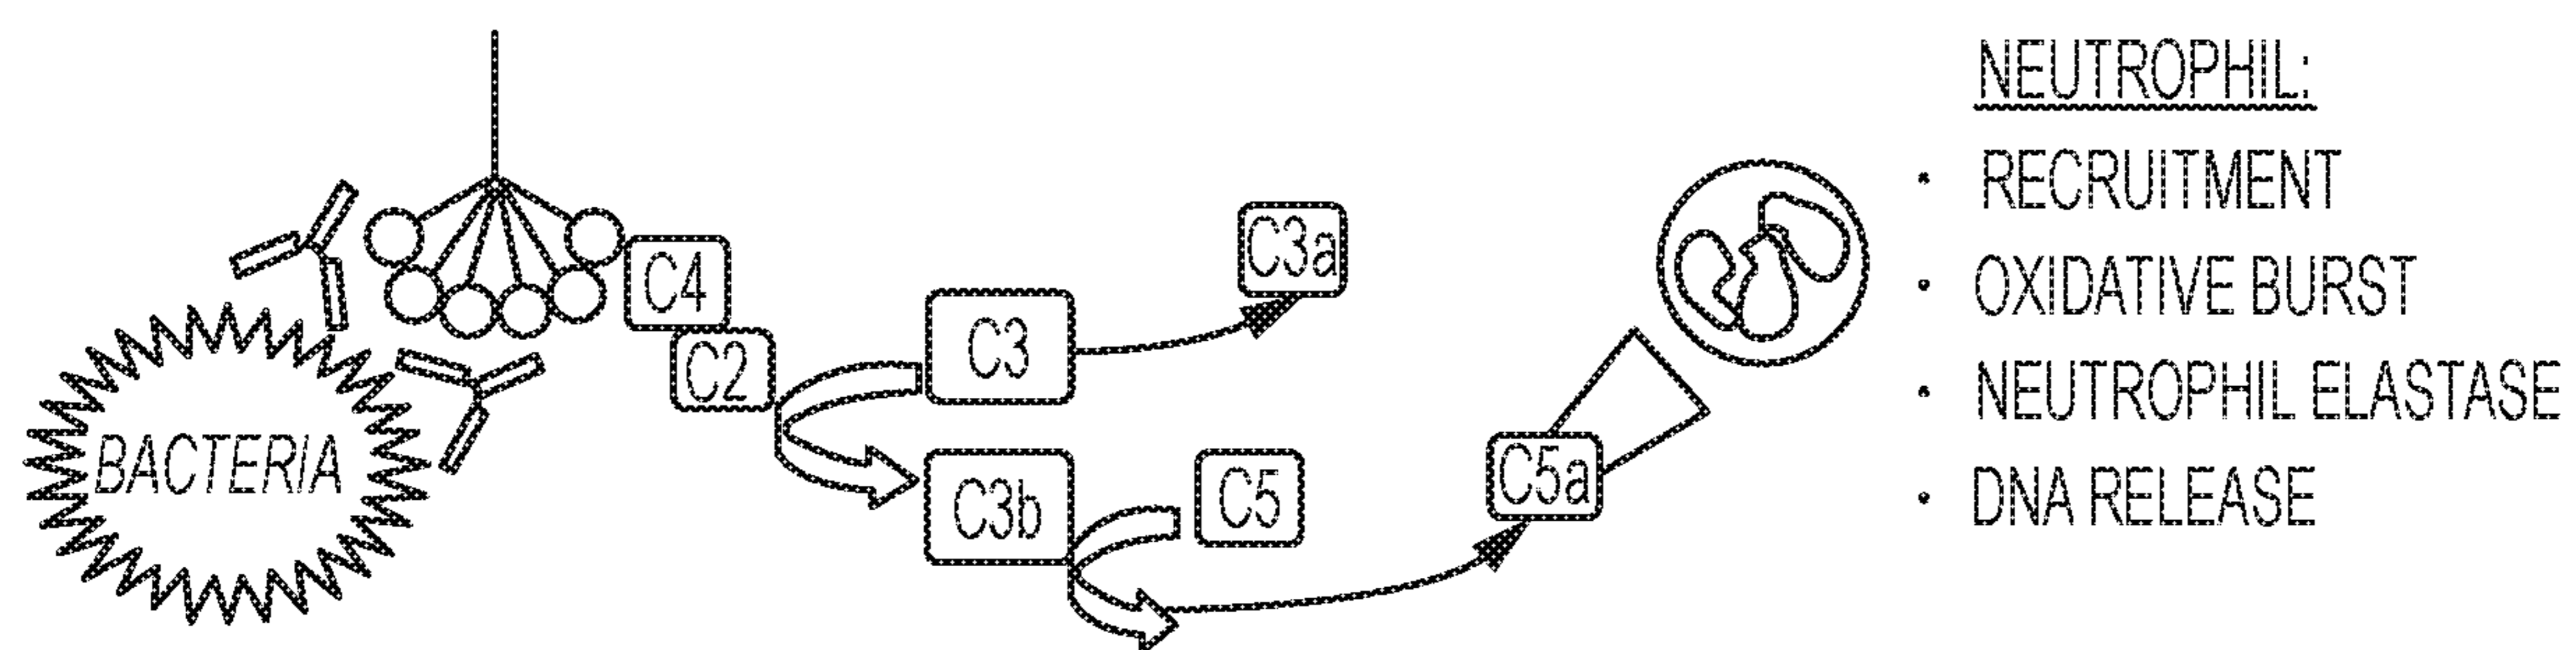 NEUTROPHIL:
• RECRUITMENT
• OXIDATIVE BURST
• NEUTROPHIL ELASTASE
• DNA RELEASE
C3a
C4
C3
C2
BACTERIA
C3b
C5
C5a